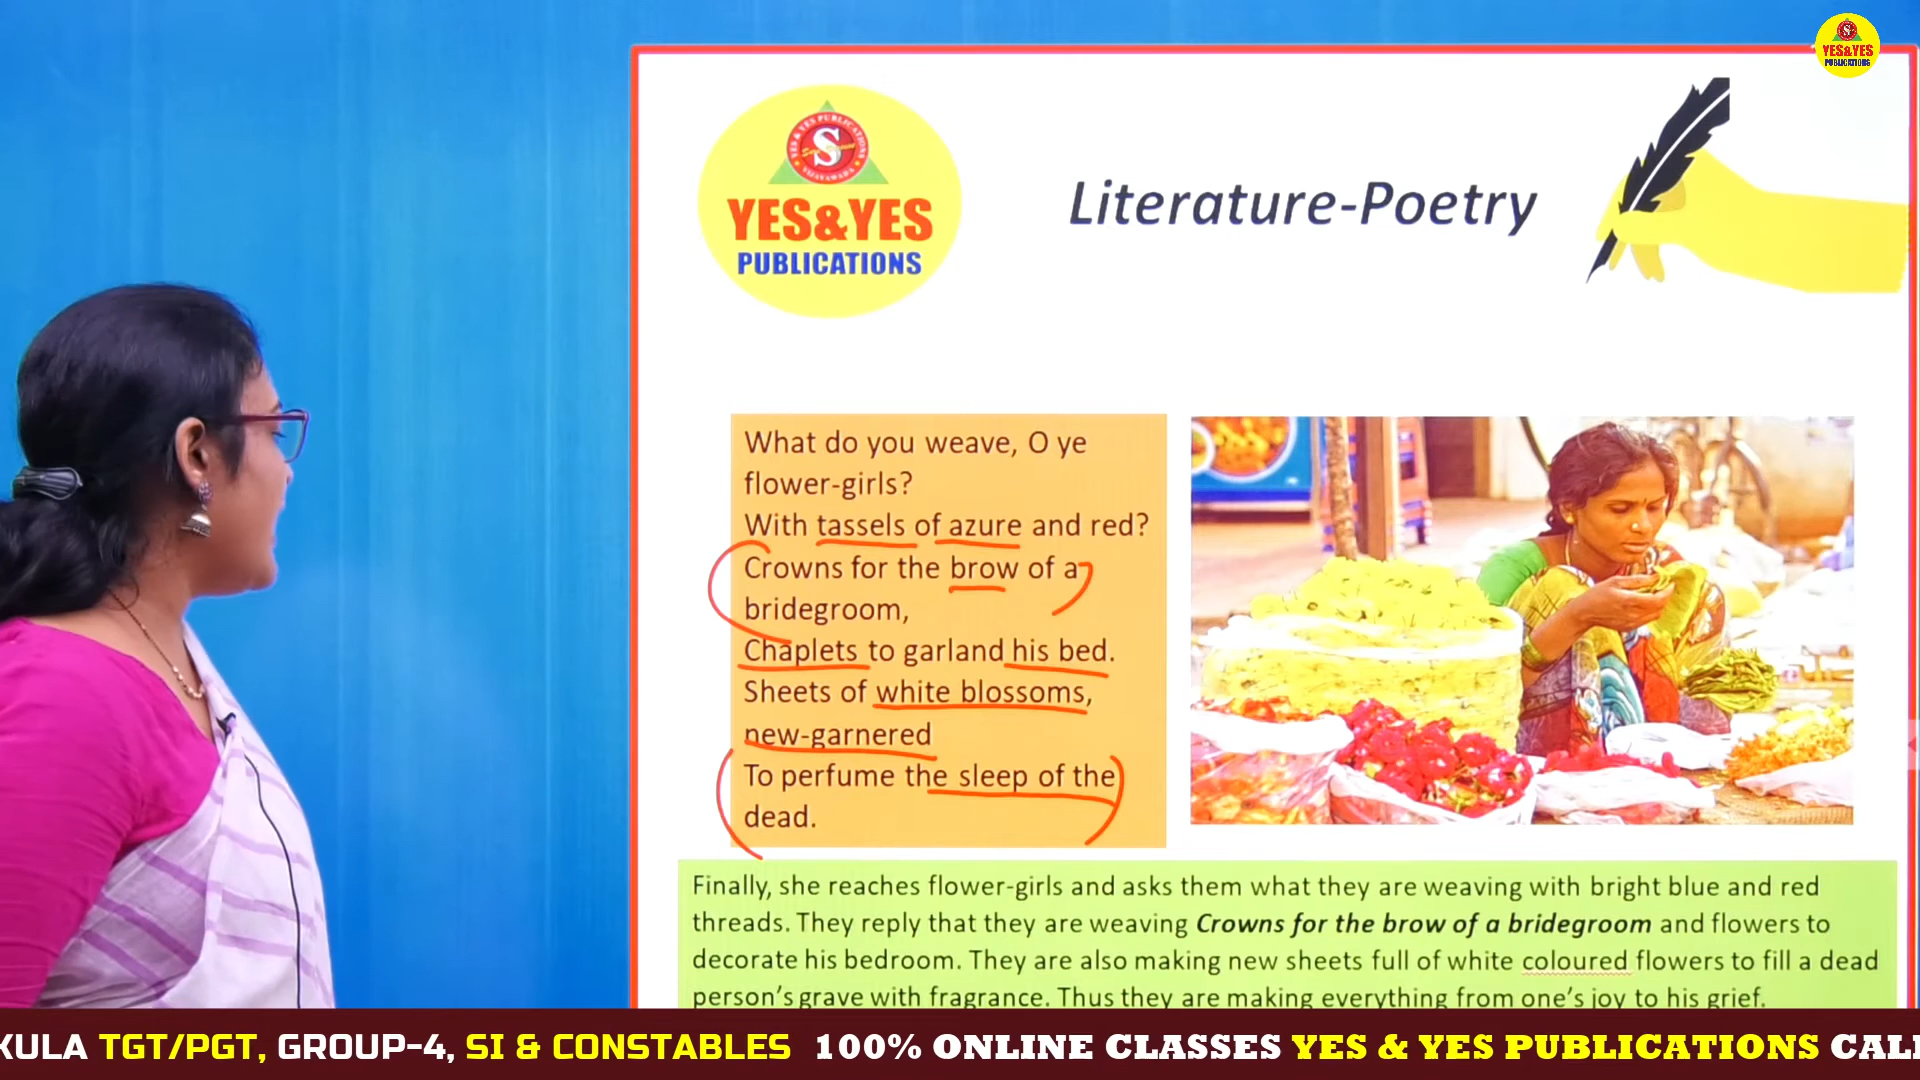 YES&YES
PUBLICATIONS
YES & YES PUBLICATIONS
S
VIJAYAWADA
YES&YES
PUBLICATIONS
Literature-Poetry
What do you weave, O ye
flower-girls?
With tassels of azure and red?
Crowns for the brow of a
bridegroom,
Chaplets to garland his bed.
Sheets of white blossoms,
new-garnered
To perfume the sleep of the
dead.
Finally, she reaches flower-girls and asks them what they are weaving with bright blue and red
threads. They reply that they are weaving Crowns for the brow of a bridegroom and flowers to
decorate his bedroom. They are also making new sheets full of white coloured flowers to fill a dead
person's grave with fragrance. Thus they are making everything from one's joy to his grief.
KULA TGT/PGT, GROUP-4, SI & CONSTABLES 100% ONLINE CLASSES YES & YES PUBLICATIONS CALL